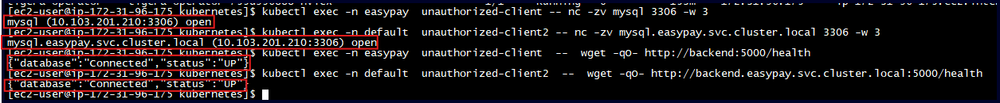 [ec2-user@ip-172-31-96-175 kubernetes]$ kubectl exec -n easypay  unauthorized-client -- nc -zv mysql 3306 -w 3
mysql (10.103.201.210:3306) open
[ec2-user@ip-172-31-96-175 kubernetes]$ kubectl exec -n default  unauthorized-client2 -- nc -zv mysql.easypay.svc.cluster.local 3306 -w 3
mysql.easypay.svc.cluster.local (10.103.201.210:3306) open
[ec2-user@ip-172-31-96-175 kubernetes]$ kubectl exec -n easypay  unauthorized-client  --  wget -qO- http://backend:5000/health
{"database":"Connected","status":"UP"}
[ec2-user@ip-172-31-96-175 kubernetes]$ kubectl exec -n default  unauthorized-client2  --  wget -qO- http://backend.easypay.svc.cluster.local:5000/health
{"database":"Connected","status":"UP"}
[ec2-user@ip-172-31-96-175 kubernetes]$